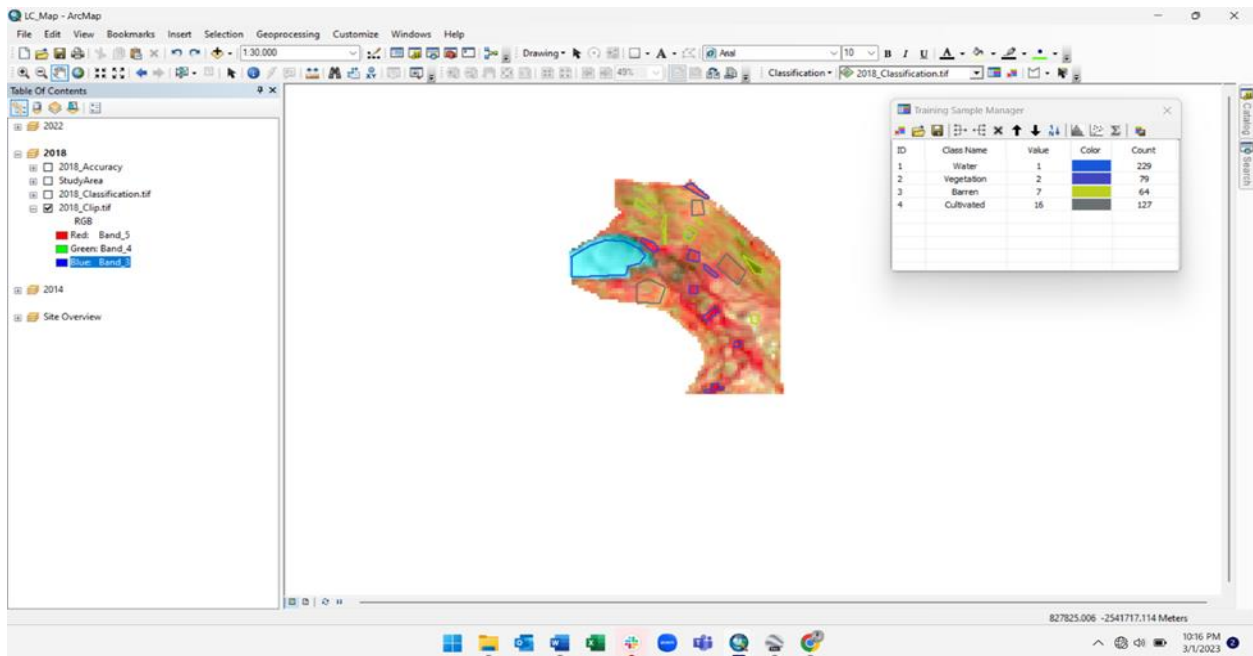 LC_Map - ArcMap
File Edit View Bookmarks Insert Selection Geoprocessing Customize Windows Help
1:30.000 Drawing A Arial 10 B I U A
49% Classification 2018_Classification.tif
Table Of Contents
2022
2018
2018_Accuracy
StudyArea
2018_Classification.tif
2018_Clip.tif
RGB
Red: Band_5
Green: Band_4
Blue: Band_3
2014
Site Overview
Training Sample Manager
ID Class Name Value Color Count
1 Water 1 229
2 Vegetation 2 79
3 Barren 7 64
4 Cultivated 16 127
Catalog
Search
827825.006 -2541717.114 Meters
10:16 PM
3/1/2023
2